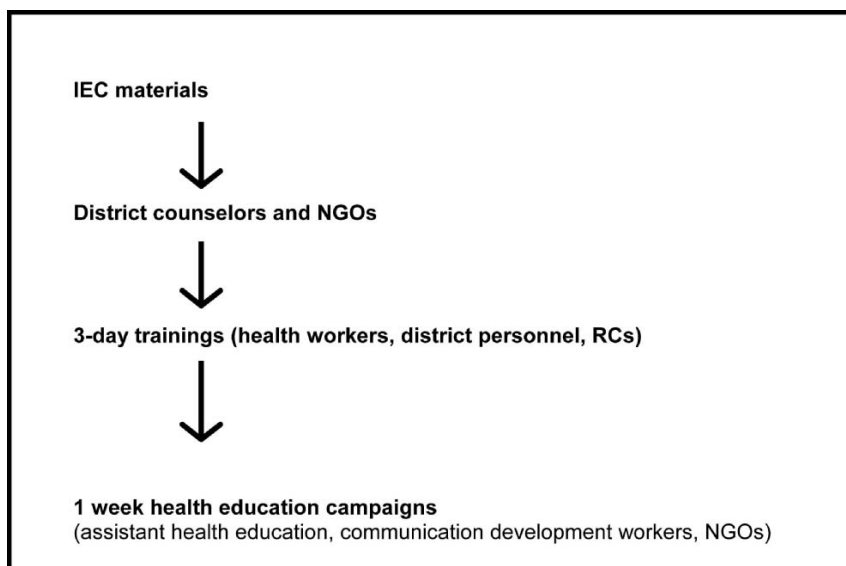 IEC materials
District counselors and NGOs
3-day trainings (health workers, district personnel, RCs)
1 week health education campaigns
(assistant health education, communication development workers, NGOs)